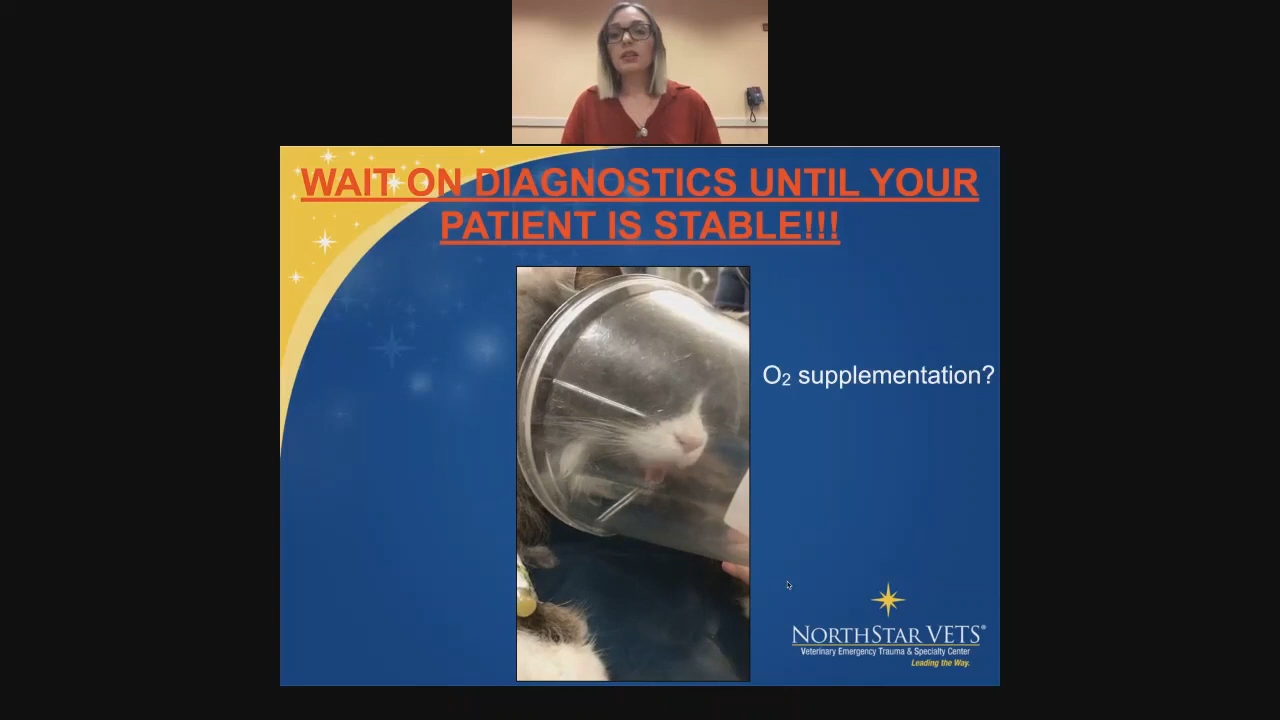 WAIT ON DIAGNOSTICS UNTIL YOUR
PATIENT IS STABLE!!!
O₂ supplementation?
NORTHSTAR VETS®
Veterinary Emergency Trauma & Specialty Center
Leading the Way.